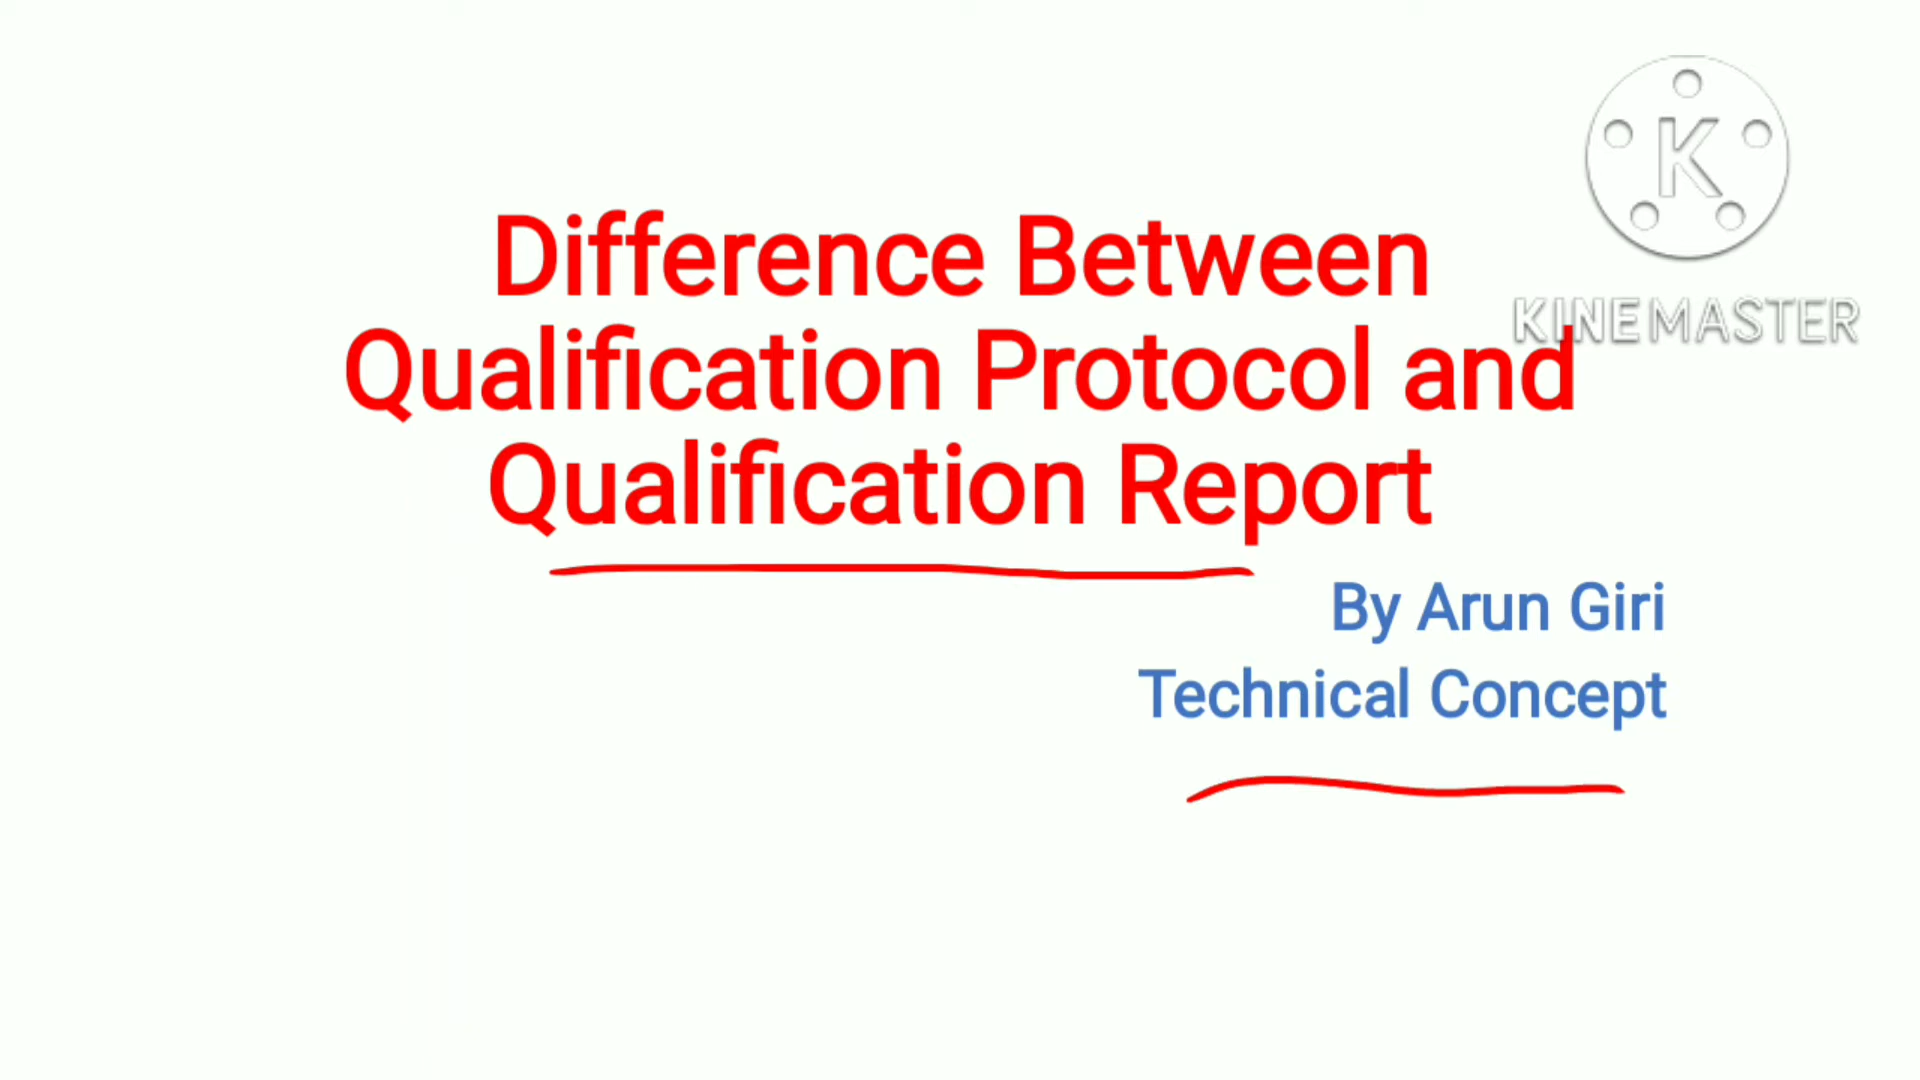 Difference Between
Qualification Protocol and
Qualification Report
By Arun Giri
Technical Concept
K
KINEMASTER